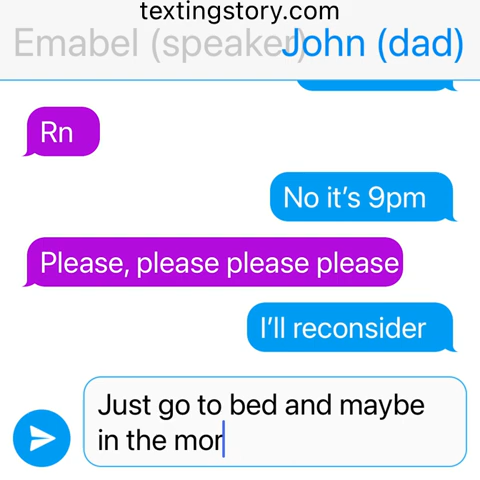 textingstory.com
Emabel (speaker) John (dad)
Rn
No it’s 9pm
Please, please please please
I’ll reconsider
Just go to bed and maybe
in the mor